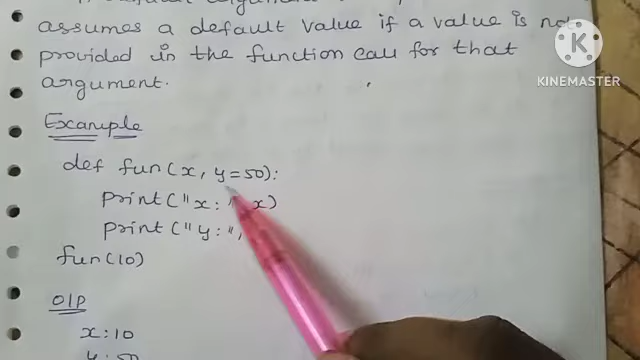 assumes a default value if a value is not
provided in the function call for that
argument.
Example
def fun(x, y=50):
print("x: " x)
print("y:",
fun(10)
O/P
x:10
y:50
K
KINEMASTER